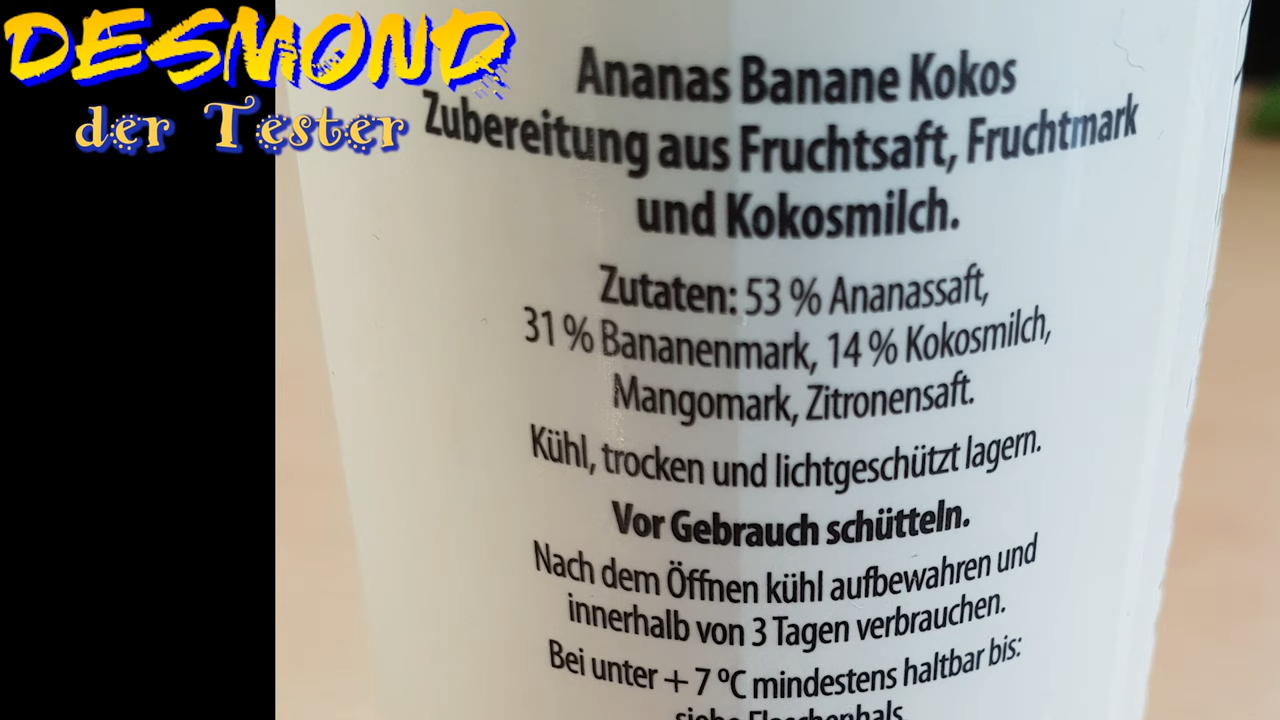 DESMOND
der Tester
Ananas Banane Kokos
Zubereitung aus Fruchtsaft, Fruchtmark
und Kokosmilch.
Zutaten: 53 % Ananassaft,
31 % Bananenmark, 14 % Kokosmilch,
Mangomark, Zitronensaft.
Kühl, trocken und lichtgeschützt lagern.
Vor Gebrauch schütteln.
Nach dem Öffnen kühl aufbewahren und
innerhalb von 3 Tagen verbrauchen.
Bei unter + 7 °C mindestens haltbar bis:
siehe Flaschenhals